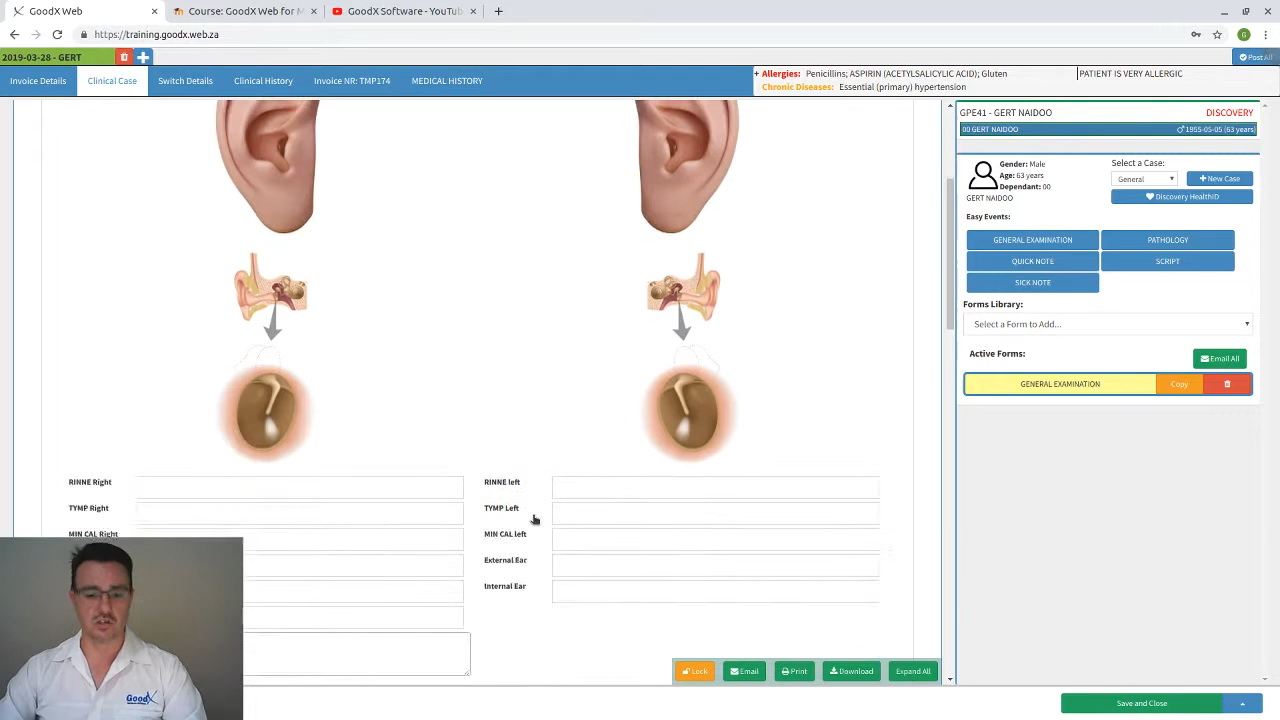 GoodX Web
Course: GoodX Web for M
GoodX Software - YouTub
https://training.goodx.web.za
G
2019-03-28 - GERT
Post All
Invoice Details
Clinical Case
Switch Details
Clinical History
Invoice NR: TMP174
MEDICAL HISTORY
+ Allergies: Penicillins; ASPIRIN (ACETYLSALICYLIC ACID); Gluten
PATIENT IS VERY ALLERGIC
Chronic Diseases: Essential (primary) hypertension
GPE41 - GERT NAIDOO
DISCOVERY
00 GERT NAIDOO
1955-05-05 (63 years)
Gender: Male
Age: 63 years
Dependant: 00
GERT NAIDOO
Select a Case:
General
New Case
Discovery HealthID
Easy Events:
GENERAL EXAMINATION
PATHOLOGY
QUICK NOTE
SCRIPT
SICK NOTE
Forms Library:
Select a Form to Add...
Active Forms:
Email All
GENERAL EXAMINATION
Copy
RINNE Right
RINNE left
TYMP Right
TYMP Left
MIN CAL Right
MIN CAL left
External Ear
Internal Ear
Lock
Email
Print
Download
Expand All
Save and Close
GoodX